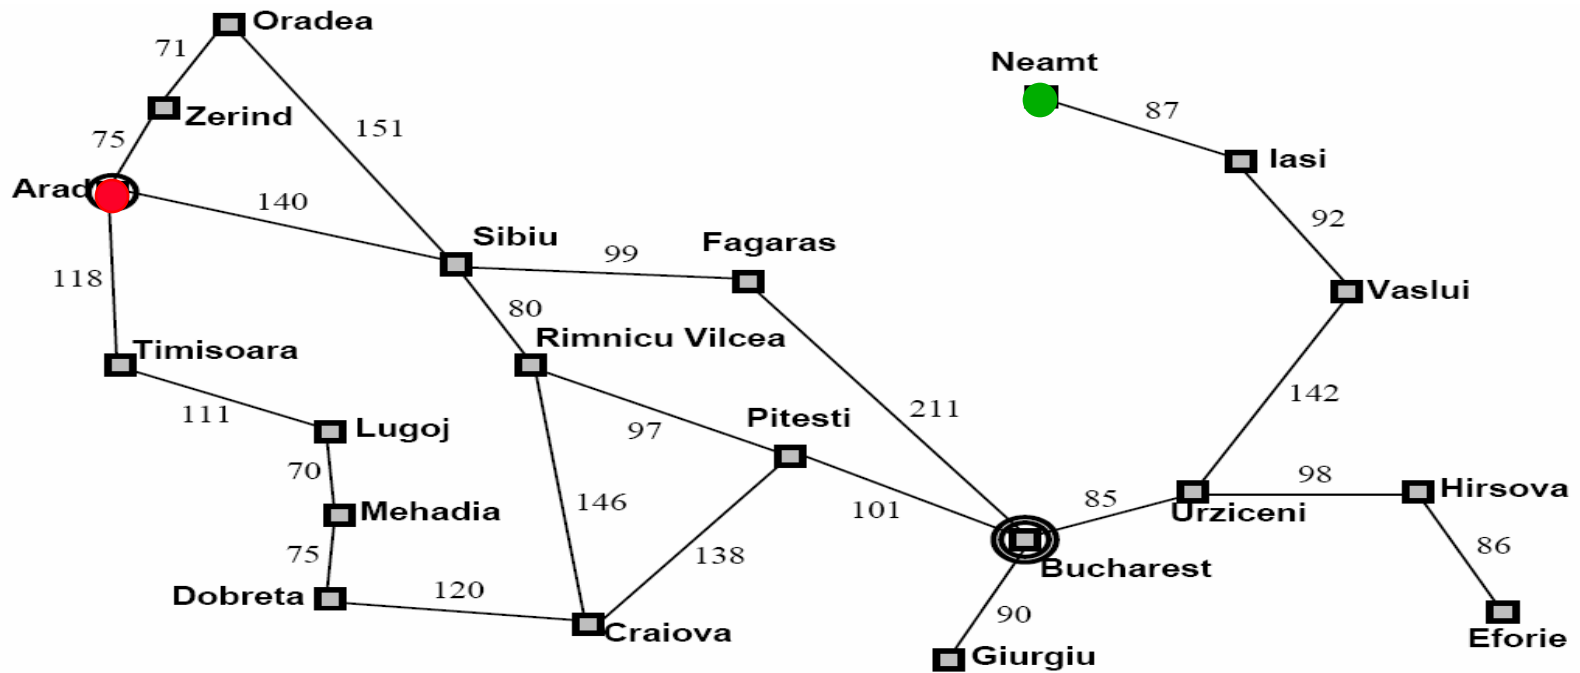 Oradea
71
Neamt
87
Zerind
151
75
Iasi
Arad
140
92
Sibiu
Fagaras
99
118
Vaslui
80
Rimnicu Vilcea
Timisoara
142
111
211
Pitesti
Lugoj
97
70
98
Hirsova
146
101
85
Urziceni
Mehadia
75
138
86
Bucharest
Dobreta
120
90
Craiova
Eforie
Giurgiu